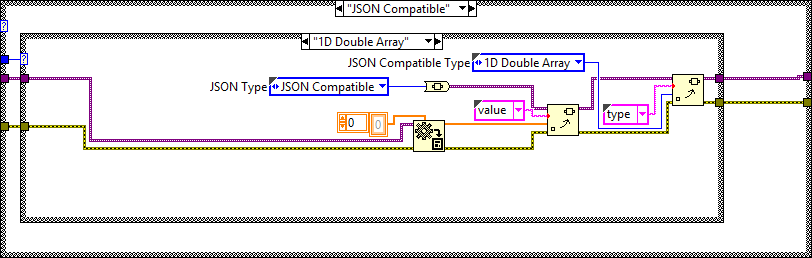 "JSON Compatible"
?
?
"1D Double Array"
JSON Compatible Type
1D Double Array
JSON Type
JSON Compatible
value
type
0
0